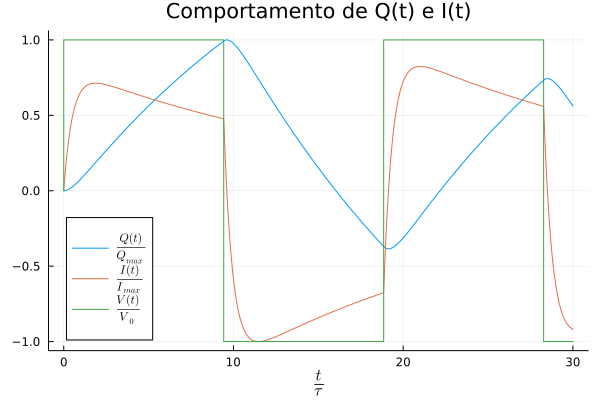 Comportamento de Q(t) e I(t)
1.0
0.5
0.0
−0.5
−1.0
Q(t)
Q_max
I(t)
I_max
V(t)
V_0
0 10 20 30
t
τ